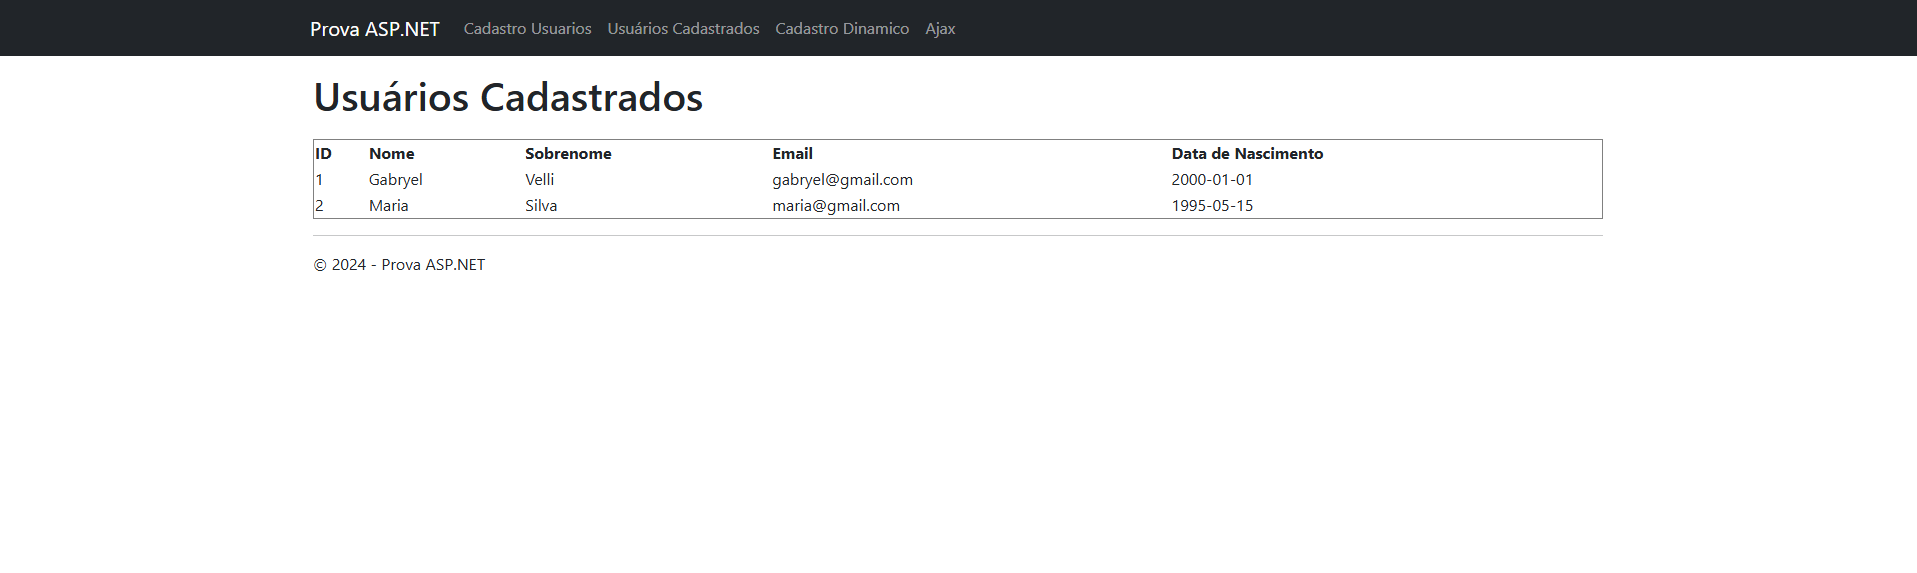 Prova ASP.NET Cadastro Usuarios Usuários Cadastrados Cadastro Dinamico Ajax
Usuários Cadastrados
ID Nome Sobrenome Email Data de Nascimento
1 Gabryel Velli gabryel@gmail.com 2000-01-01
2 Maria Silva maria@gmail.com 1995-05-15
© 2024 - Prova ASP.NET